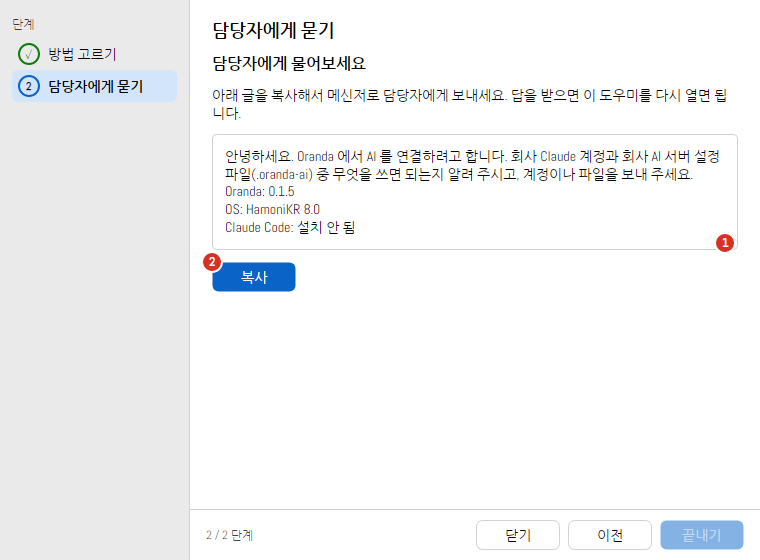 단계
✓ 방법 고르기
2 담당자에게 묻기
담당자에게 묻기
담당자에게 물어보세요
아래 글을 복사해서 메신저로 담당자에게 보내세요. 답을 받으면 이 도우미를 다시 열면 됩
니다.
안녕하세요. Oranda 에서 AI 를 연결하려고 합니다. 회사 Claude 계정과 회사 AI 서버 설정
파일(.oranda-ai) 중 무엇을 쓰면 되는지 알려 주시고, 계정이나 파일을 보내 주세요.
Oranda: 0.1.5
OS: HamoniKR 8.0
Claude Code: 설치 안 됨
1
2
복사
2 / 2 단계
닫기
이전
끝내기